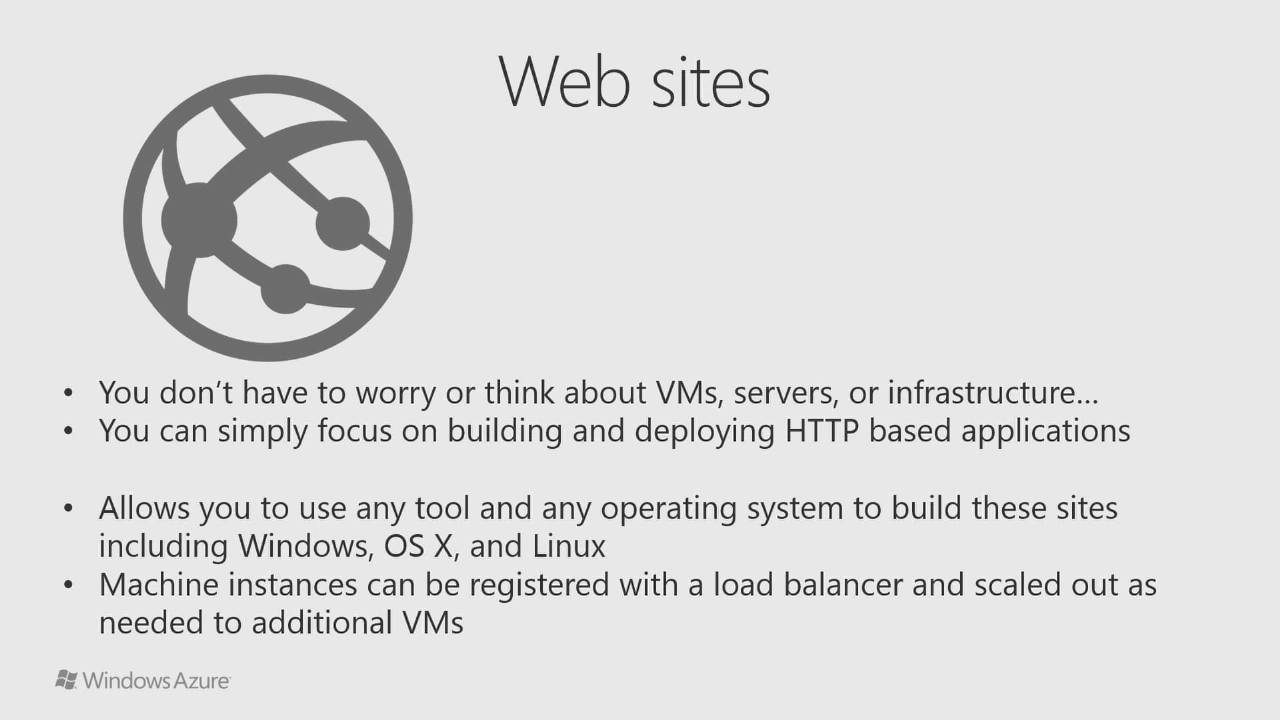 Web sites
• You don't have to worry or think about VMs, servers, or infrastructure...
• You can simply focus on building and deploying HTTP based applications
• Allows you to use any tool and any operating system to build these sites
including Windows, OS X, and Linux
• Machine instances can be registered with a load balancer and scaled out as
needed to additional VMs
Windows Azure